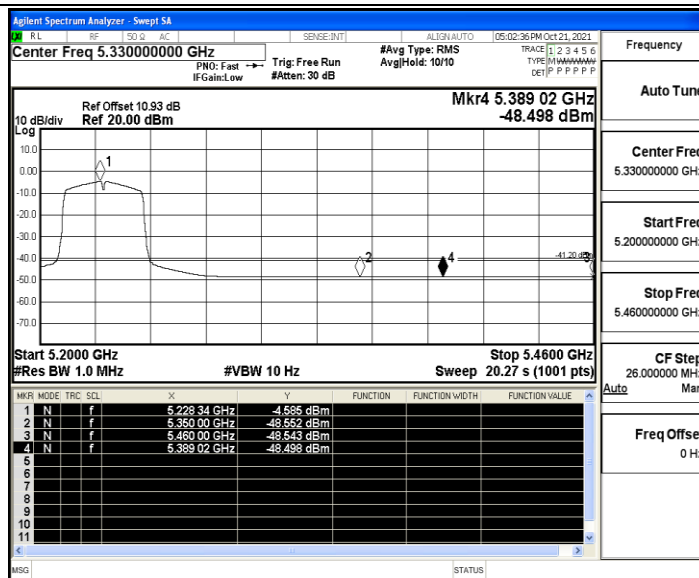 Agilent Spectrum Analyzer - Swept SA
RL RF 50 Ω AC SENSE:INT ALIGNAUTO 05:02:36 PM Oct 21, 2021
Center Freq 5.330000000 GHz #Avg Type: RMS TRACE 1 2 3 4 5 6
PNO: Fast Trig: Free Run Avg|Hold: 10/10 TYPE M WWWWW
IFGain:Low #Atten: 30 dB DET P P P P P P
Ref Offset 10.93 dB Mkr4 5.389 02 GHz
10 dB/div Ref 20.00 dBm -48.498 dBm
Log
10.0
0.00
-10.0
-20.0
-30.0
-40.0
-50.0
-60.0
-70.0
1
2
4
3
-41.20 dBm
Start 5.2000 GHz Stop 5.4600 GHz
#Res BW 1.0 MHz #VBW 10 Hz Sweep 20.27 s (1001 pts)
MKR MODE TRC SCL X Y FUNCTION FUNCTION WIDTH FUNCTION VALUE
1 N f 5.228 34 GHz -4.585 dBm
2 N f 5.350 00 GHz -48.552 dBm
3 N f 5.460 00 GHz -48.543 dBm
4 N f 5.389 02 GHz -48.498 dBm
5
6
7
8
9
10
11
MSG STATUS
Frequency
Auto Tune
Center Freq
5.330000000 GHz
Start Freq
5.200000000 GHz
Stop Freq
5.460000000 GHz
CF Step
26.000000 MHz
Auto Man
Freq Offset
0 Hz